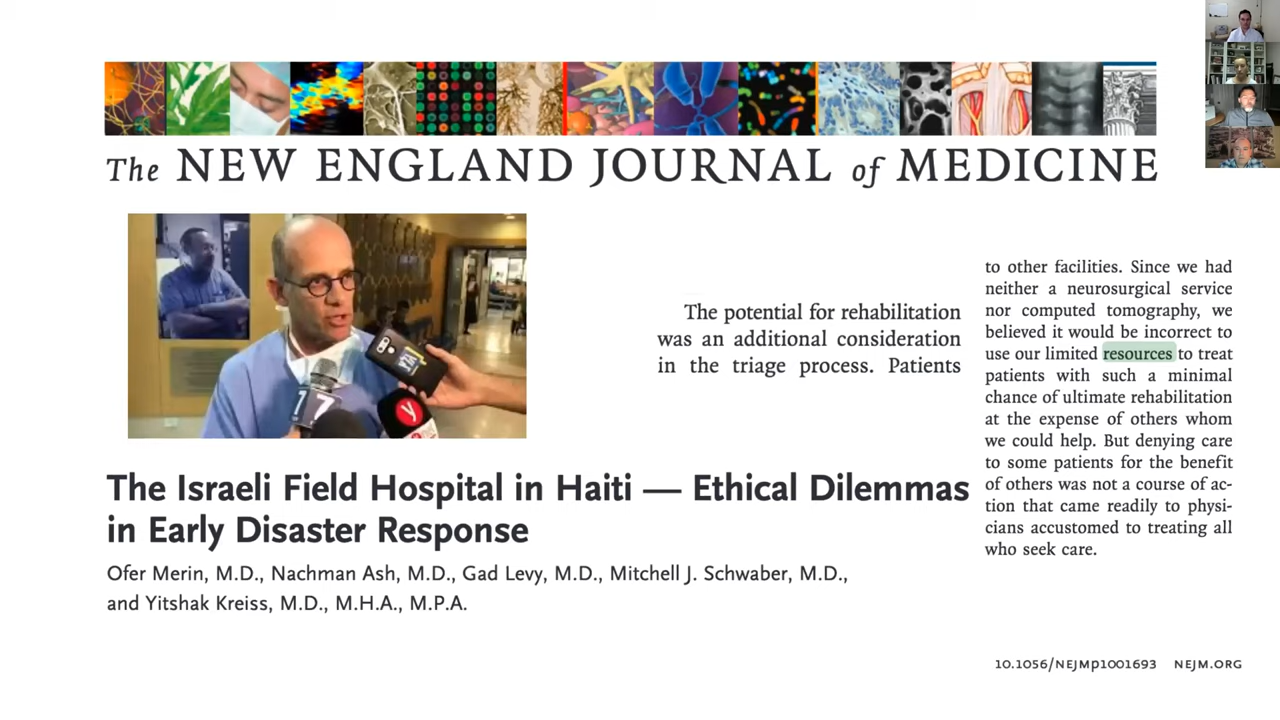 The NEW ENGLAND JOURNAL of MEDICINE
7
y
The potential for rehabilitation
was an additional consideration
in the triage process. Patients
to other facilities. Since we had
neither a neurosurgical service
nor computed tomography, we
believed it would be incorrect to
use our limited resources to treat
patients with such a minimal
chance of ultimate rehabilitation
at the expense of others whom
we could help. But denying care
to some patients for the benefit
of others was not a course of ac-
tion that came readily to physi-
cians accustomed to treating all
who seek care.
The Israeli Field Hospital in Haiti — Ethical Dilemmas
in Early Disaster Response
Ofer Merin, M.D., Nachman Ash, M.D., Gad Levy, M.D., Mitchell J. Schwaber, M.D.,
and Yitshak Kreiss, M.D., M.H.A., M.P.A.
10.1056/NEJMp1001693 NEJM.ORG